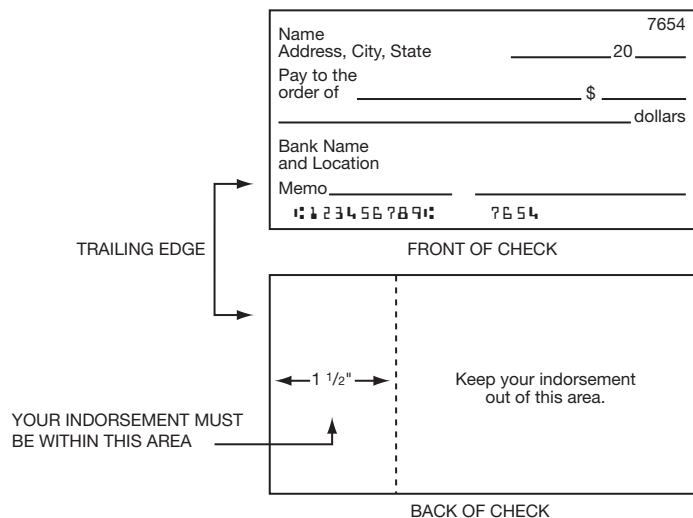 7654
Name
Address, City, State
20
Pay to the
order of
$
dollars
Bank Name
and Location
Memo
⑆123456789⑆ 7654
TRAILING EDGE
FRONT OF CHECK
1 1/2"
Keep your indorsement
out of this area.
YOUR INDORSEMENT MUST
BE WITHIN THIS AREA
BACK OF CHECK